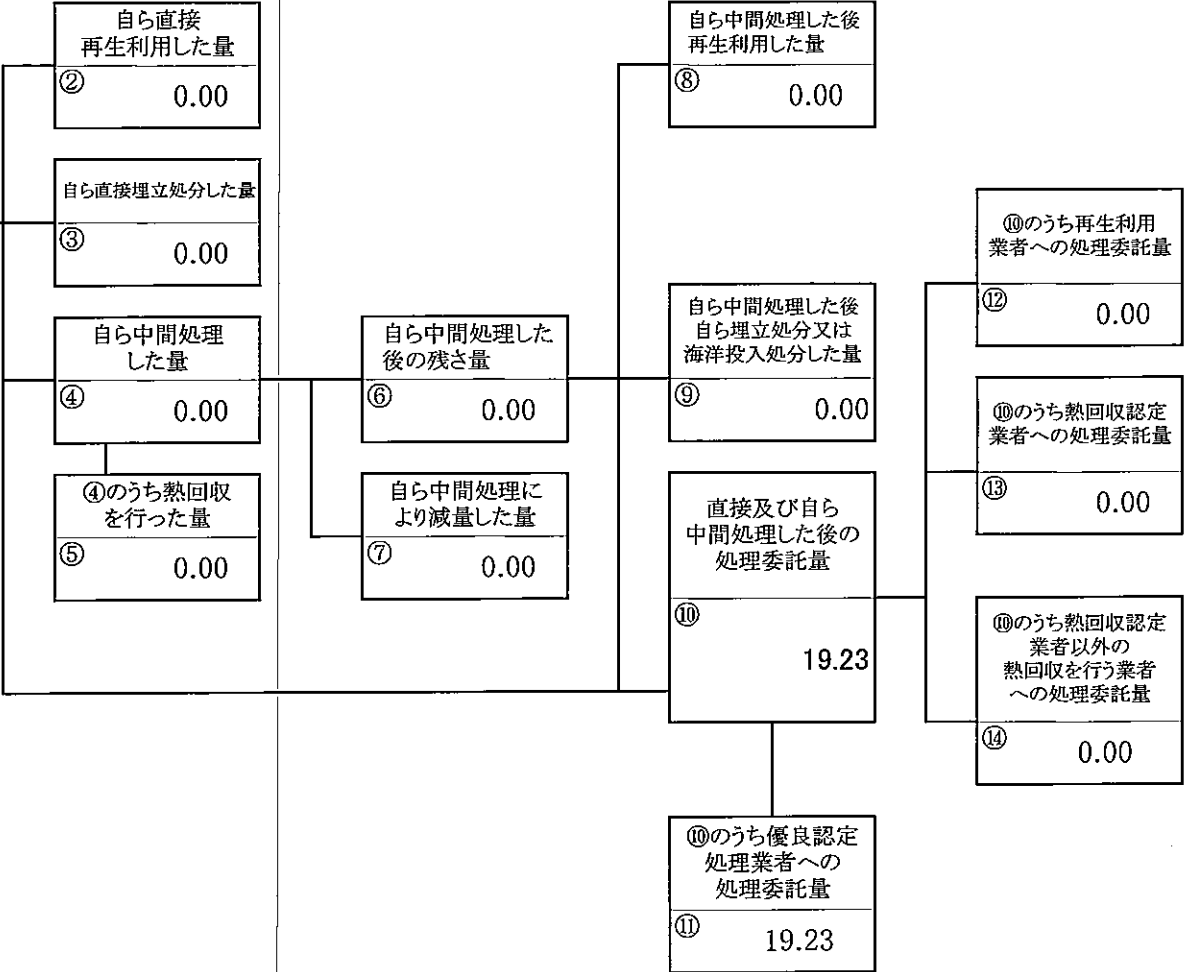 自ら直接
再生利用した量
②
0.00
自ら直接埋立処分した量
③
0.00
自ら中間処理
した量
④
0.00
④のうち熱回収
を行った量
⑤
0.00
自ら中間処理した
後の残さ量
⑥
0.00
自ら中間処理に
より減量した量
⑦
0.00
自ら中間処理した後
再生利用した量
⑧
0.00
自ら中間処理した後
自ら埋立処分又は
海洋投入処分した量
⑨
0.00
直接及び自ら
中間処理した後の
処理委託量
⑩
19.23
⑩のうち優良認定
処理業者への
処理委託量
⑪
19.23
⑩のうち再生利用
業者への処理委託量
⑫
0.00
⑩のうち熱回収認定
業者への処理委託量
⑬
0.00
⑩のうち熱回収認定
業者以外の
熱回収を行う業者
への処理委託量
⑭
0.00